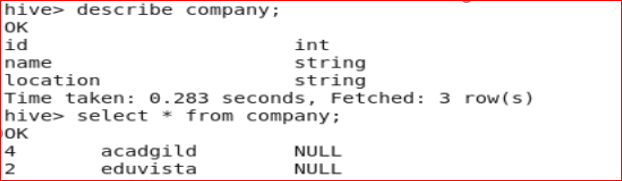 hive> describe company;
OK
id int
name string
location string
Time taken: 0.283 seconds, Fetched: 3 row(s)
hive> select * from company;
OK
4 acadgild NULL
2 eduvista NULL